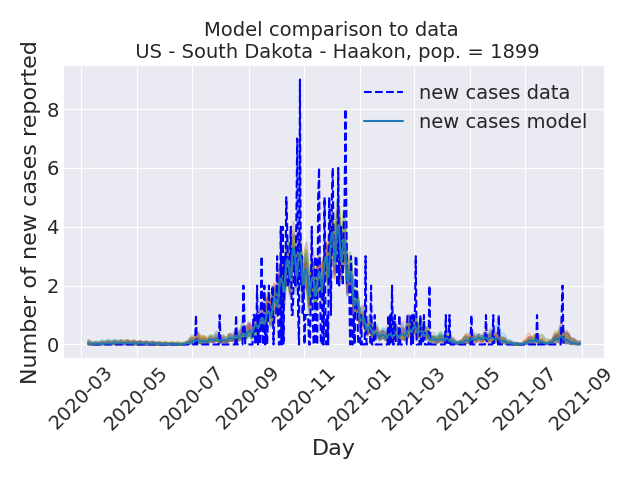 Model comparison to data
US - South Dakota - Haakon, pop. = 1899
Number of new cases reported
8
6
4
2
0
new cases data
new cases model
2020-03
2020-05
2020-07
2020-09
2020-11
2021-01
2021-03
2021-05
2021-07
2021-09
Day